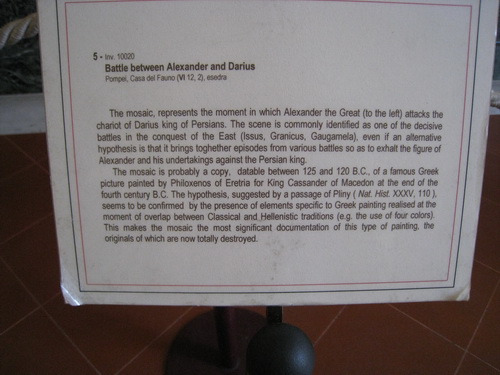 5 - Inv. 10020
Battle between Alexander and Darius
Pompei, Casa del Fauno (VI 12, 2), esedra
The mosaic, represents the moment in which Alexander the Great (to the left) attacks the
chariot of Darius king of Persians. The scene is commonly identified as one of the decisive
battles in the conquest of the East (Issus, Granicus, Gaugamela), even if an alternative
hypothesis is that it brings toghether episodes from various battles so as to exhalt the figure of
Alexander and his undertakings against the Persian king.
The mosaic is probably a copy, datable between 125 and 120 B.C., of a famous Greek
picture painted by Philoxenos of Eretria for King Cassander of Macedon at the end of the
fourth century B.C. The hypothesis, suggested by a passage of Pliny ( Nat. Hist. XXXV, 110 ),
seems to be confirmed by the presence of elements specific to Greek painting realised at the
moment of overlap between Classical and Hellenistic traditions (e.g. the use of four colors).
This makes the mosaic the most significant documentation of this type of painting, the
originals of which are now totally destroyed.